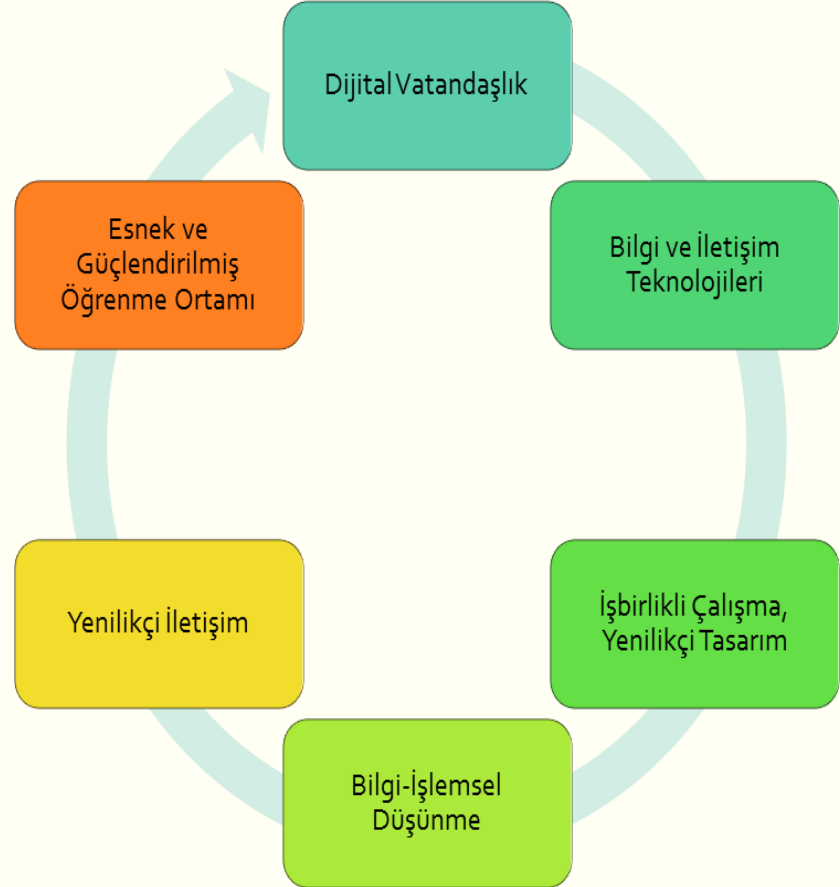 Dijital Vatandaşlık
Bilgi ve İletişim
Teknolojileri
İşbirlikli Çalışma,
Yenilikçi Tasarım
Bilgi-İşlemsel
Düşünme
Yenilikçi İletişim
Esnek ve
Güçlendirilmiş
Öğrenme Ortamı